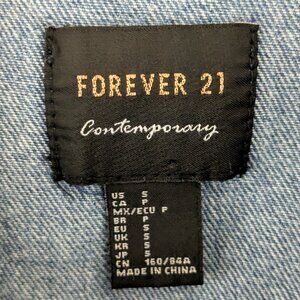 FOREVER 21
Contemporary
US S
CA P
MX/ECU P
BR P
EU S
UK S
KR S
JP S
CN 160/84A
MADE IN CHINA